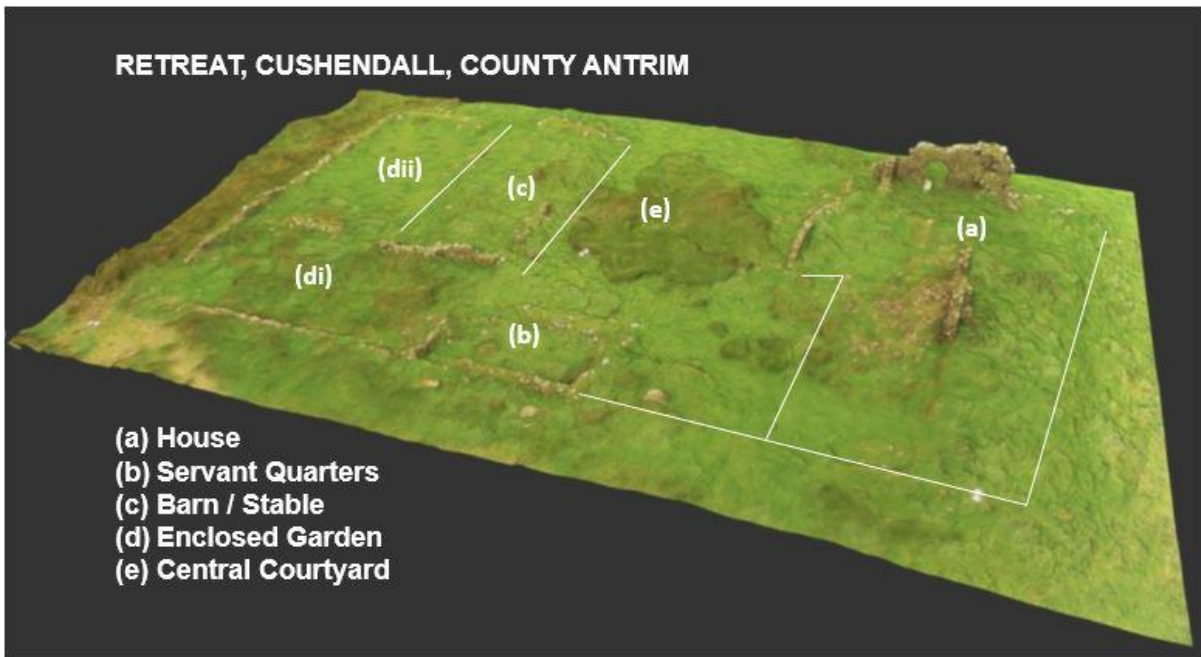 RETREAT, CUSHENDALL, COUNTY ANTRIM
(dii)
(c)
(e)
(a)
(di)
(b)
(a) House
(b) Servant Quarters
(c) Barn / Stable
(d) Enclosed Garden
(e) Central Courtyard